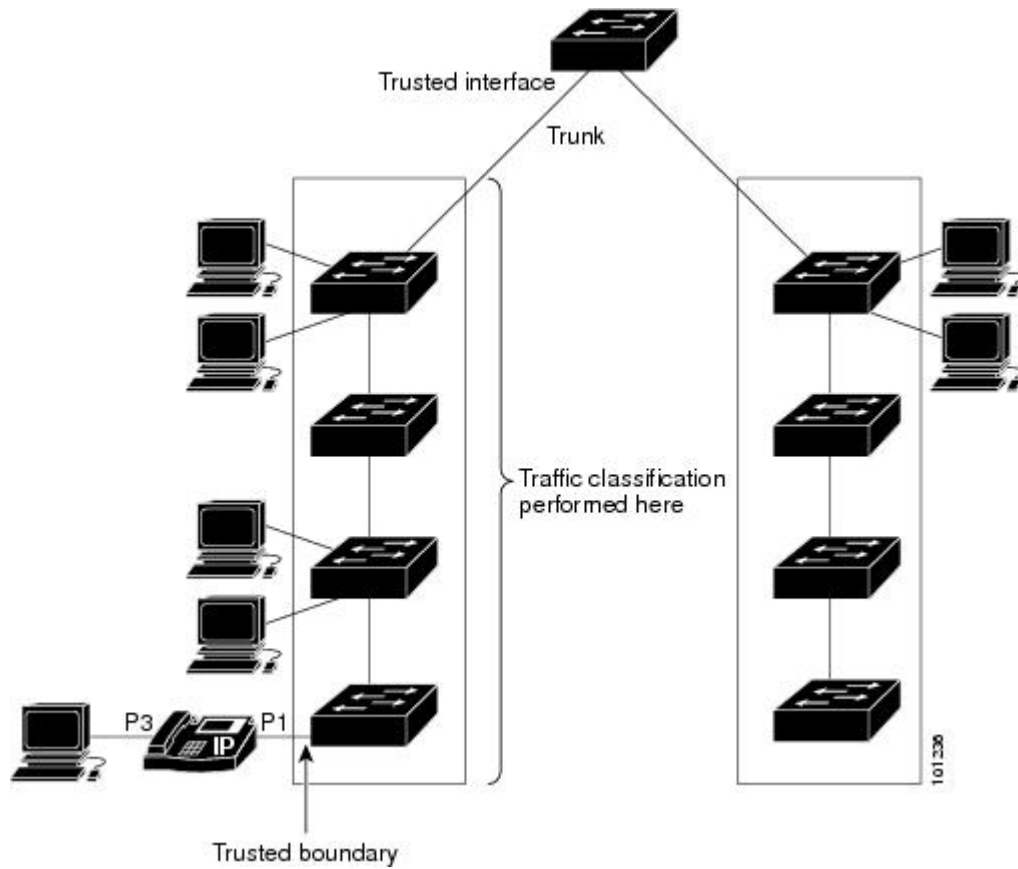 Trusted interface
Trunk
Traffic classification
performed here
P3
IP
P1
101236
Trusted boundary